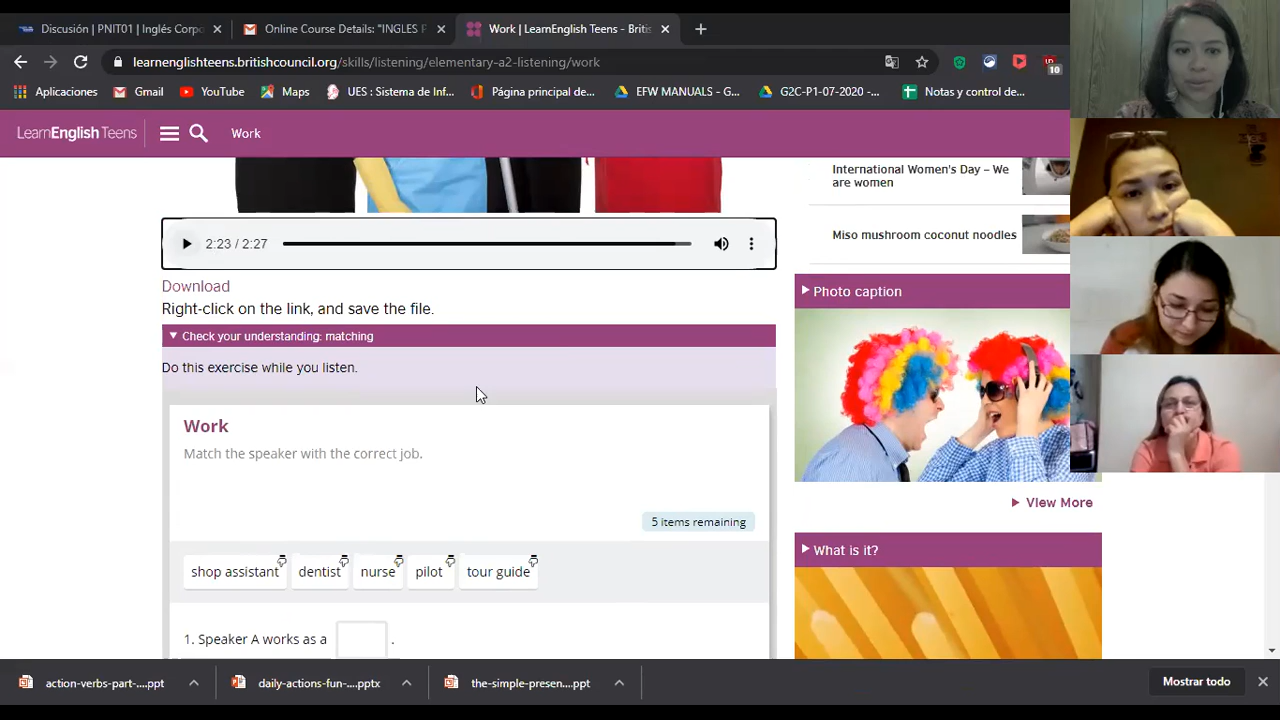 Discusión | PNIT01 | Inglés Corpo
Online Course Details: "INGLES P
Work | LearnEnglish Teens - Britis
learnenglishteens.britishcouncil.org/skills/listening/elementary-a2-listening/work
10
Aplicaciones
Gmail
YouTube
Maps
UES : Sistema de Inf...
Página principal de...
EFW MANUALS - G...
G2C-P1-07-2020 -...
Notas y control de...
LearnEnglish Teens
Work
International Women's Day – We
are women
2:23 / 2:27
Miso mushroom coconut noodles
Download
Photo caption
Right-click on the link, and save the file.
Check your understanding: matching
Do this exercise while you listen.
Work
Match the speaker with the correct job.
View More
5 items remaining
What is it?
shop assistant
dentist
nurse
pilot
tour guide
1. Speaker A works as a .
action-verbs-part-....ppt
daily-actions-fun-....pptx
the-simple-presen....ppt
Mostrar todo